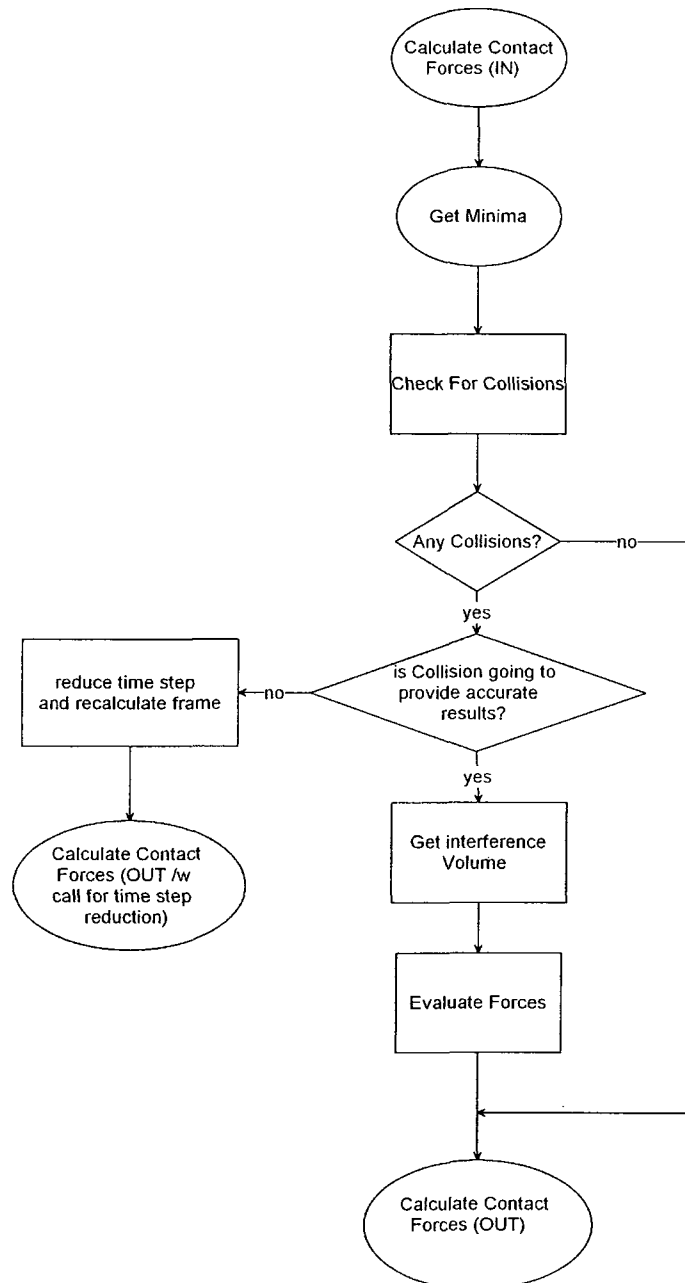 Calculate Contact
Forces (IN)
Get Minima
Check For Collisions
Any Collisions?
no
yes
is Collision going to
provide accurate
results?
no
reduce time step
and recalculate frame
yes
Calculate Contact
Forces (OUT /w
call for time step
reduction)
Get interference
Volume
Evaluate Forces
Calculate Contact
Forces (OUT)